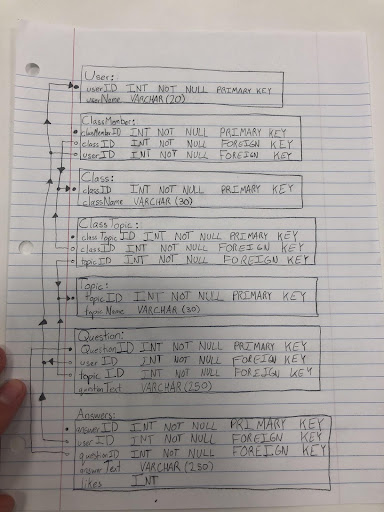 User:
userID INT NOT NULL PRIMARY KEY
userName VARCHAR(20)
ClassMember:
classMemberID INT NOT NULL PRIMARY KEY
classID INT NOT NULL FOREIGN KEY
userID INT NOT NULL FOREIGN KEY
Class:
classID INT NOT NULL PRIMARY KEY
className VARCHAR(30)
ClassTopic:
classTopicID INT NOT NULL PRIMARY KEY
classID INT NOT NULL FOREIGN KEY
topicID INT NOT NULL FOREIGN KEY
Topic:
topicID INT NOT NULL PRIMARY KEY
topicName VARCHAR(30)
Question:
QuestionID INT NOT NULL PRIMARY KEY
userID INT NOT NULL FOREIGN KEY
topicID INT NOT NULL FOREIGN KEY
questionText VARCHAR(250)
Answers:
answerID INT NOT NULL PRIMARY KEY
userID INT NOT NULL FOREIGN KEY
questionID INT NOT NULL FOREIGN KEY
answerText VARCHAR(250)
likes INT